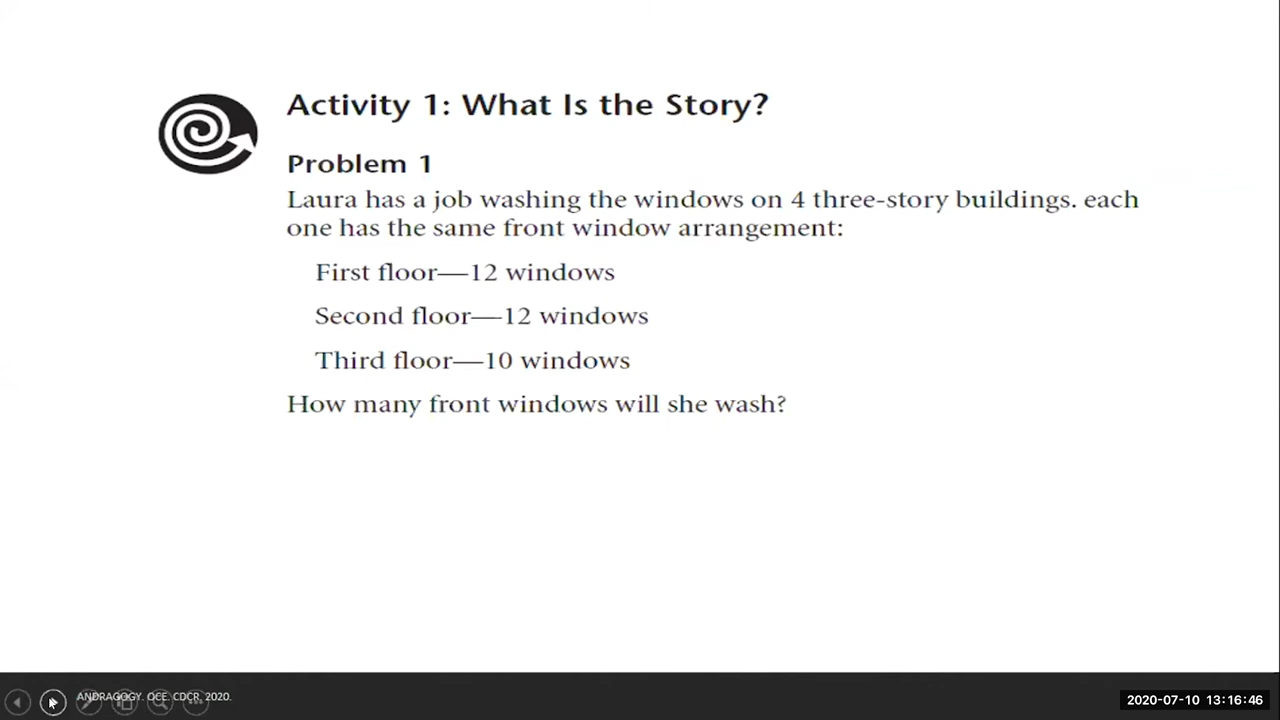 Activity 1: What Is the Story?
Problem 1
Laura has a job washing the windows on 4 three-story buildings. each
one has the same front window arrangement:
First floor—12 windows
Second floor—12 windows
Third floor—10 windows
How many front windows will she wash?
ANDRAGOGY. OCE. CDCR. 2020.
2020-07-10 13:16:46